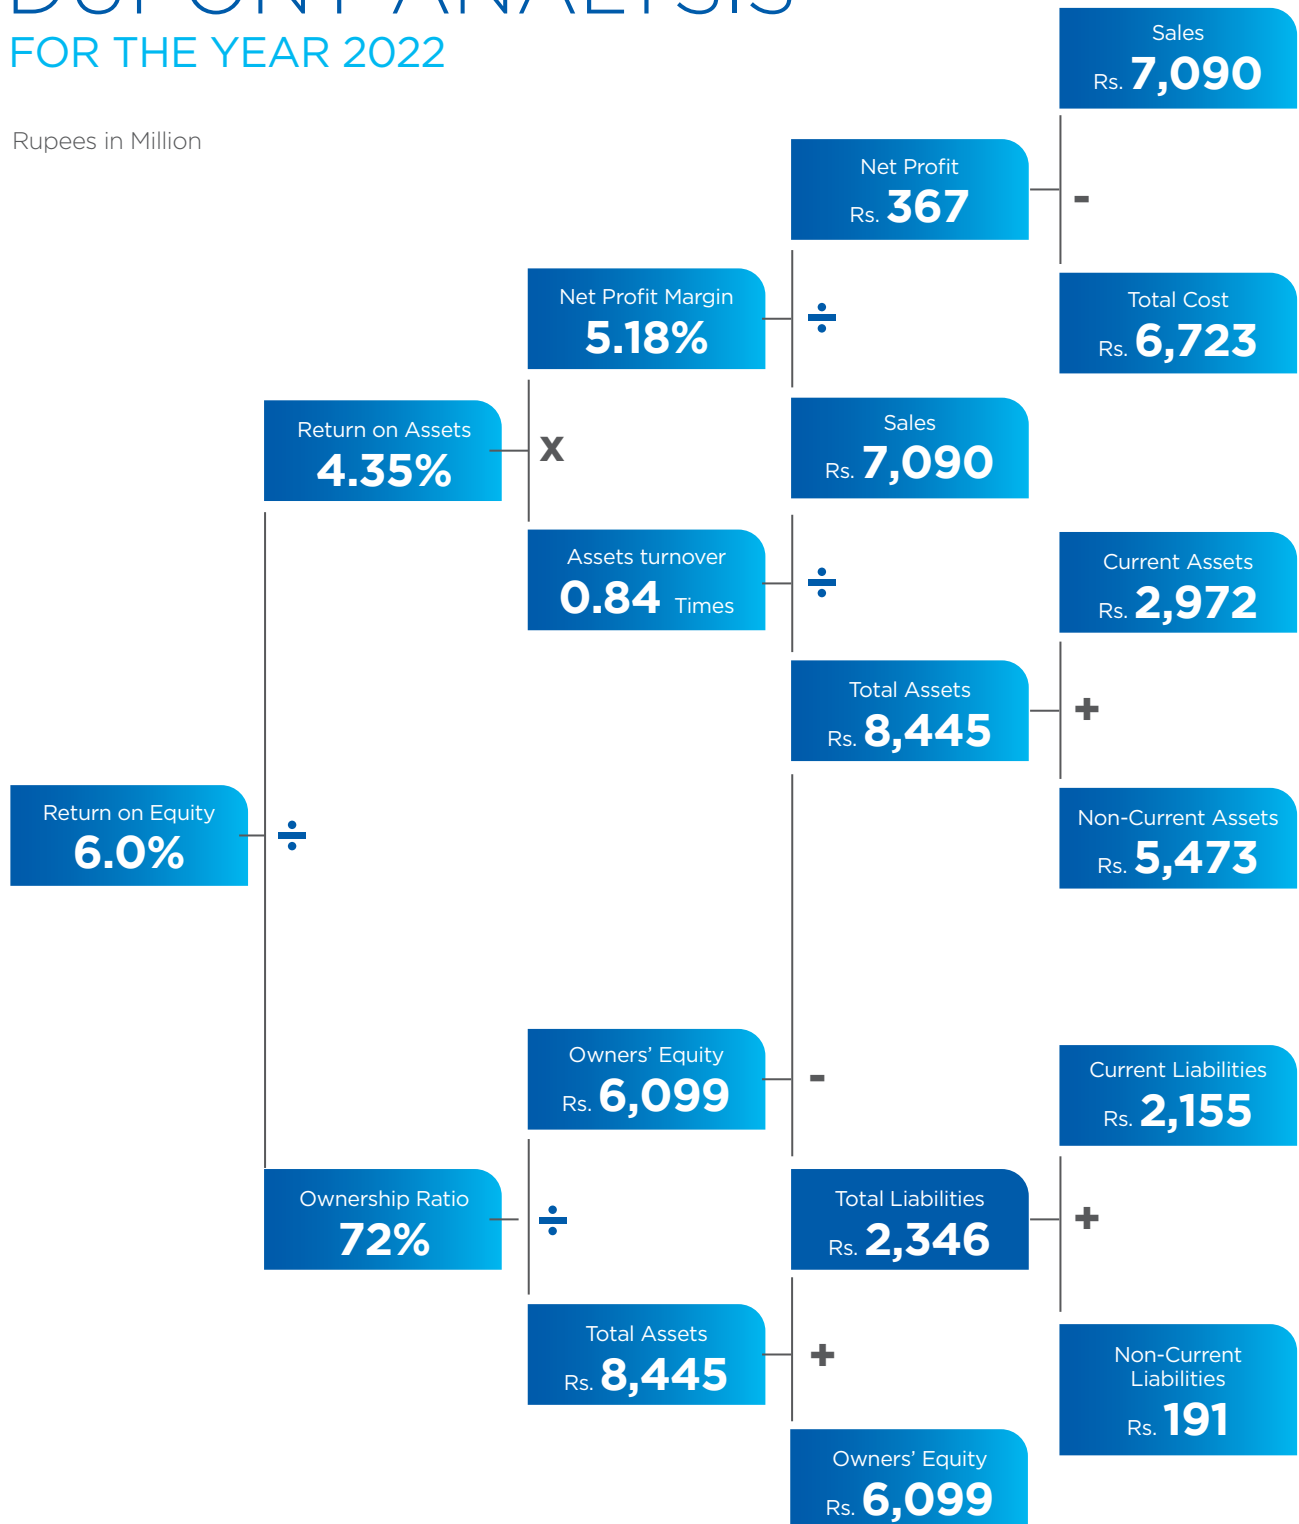 DUPONT ANALYSIS
FOR THE YEAR 2022
Rupees in Million
Sales
Rs. 7,090
-
Total Cost
Rs. 6,723
Net Profit
Rs. 367
÷
Sales
Rs. 7,090
Net Profit Margin
5.18%
x
Assets turnover
0.84 Times
÷
Return on Assets
4.35%
Current Assets
Rs. 2,972
+
Non-Current Assets
Rs. 5,473
Total Assets
Rs. 8,445
Return on Equity
6.0%
÷
Owners’ Equity
Rs. 6,099
-
Current Liabilities
Rs. 2,155
+
Non-Current
Liabilities
Rs. 191
Total Liabilities
Rs. 2,346
Ownership Ratio
72%
÷
Total Assets
Rs. 8,445
+
Owners’ Equity
Rs. 6,099